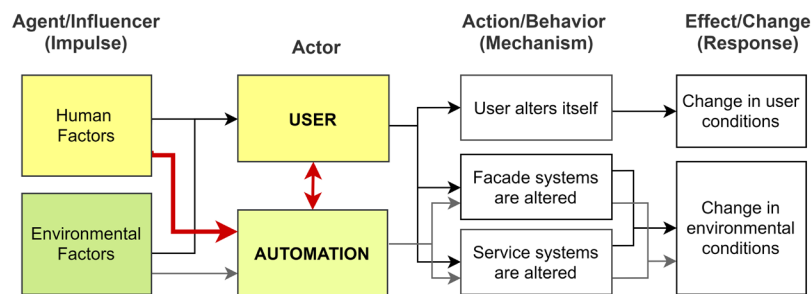 Agent/Influencer
(Impulse)
Actor
Action/Behavior
(Mechanism)
Effect/Change
(Response)
Human
Factors
USER
User alters itself
Change in user
conditions
Environmental
Factors
AUTOMATION
Facade systems
are altered
Service systems
are altered
Change in
environmental
conditions